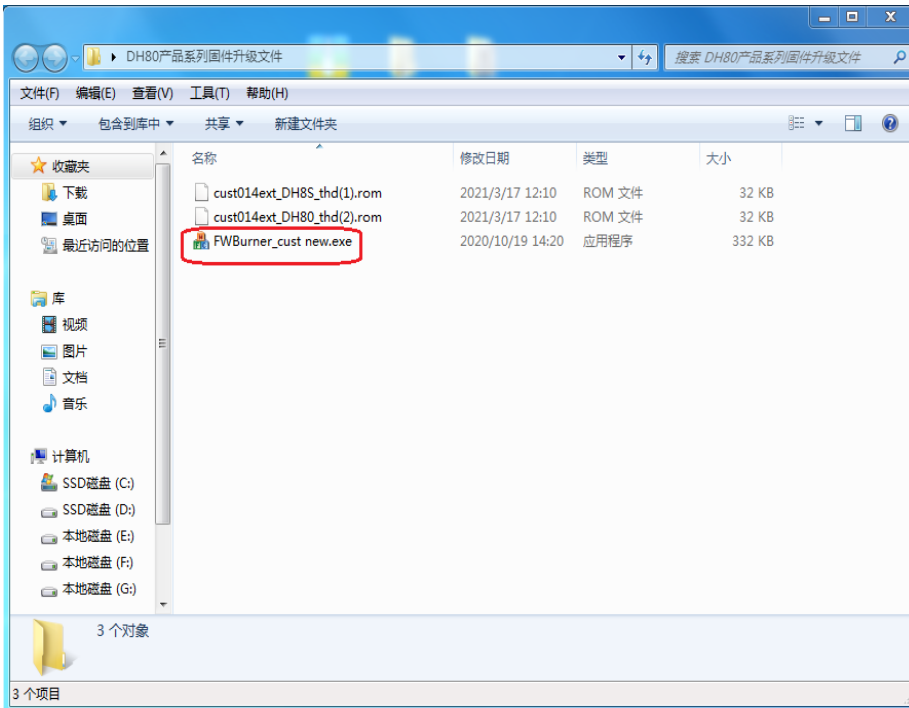 DH80产品系列固件升级文件
搜索 DH80产品系列固件升级文件
文件(F) 编辑(E) 查看(V) 工具(T) 帮助(H)
组织 包含到库中 共享 新建文件夹
名称 修改日期 类型 大小
cust014ext_DH8S_thd(1).rom 2021/3/17 12:10 ROM 文件 32 KB
cust014ext_DH80_thd(2).rom 2021/3/17 12:10 ROM 文件 32 KB
FWBurner_cust new.exe 2020/10/19 14:20 应用程序 332 KB
收藏夹
下载
桌面
最近访问的位置
库
视频
图片
文档
音乐
计算机
SSD磁盘 (C:)
SSD磁盘 (D:)
本地磁盘 (E:)
本地磁盘 (F:)
本地磁盘 (G:)
3 个对象
3 个项目